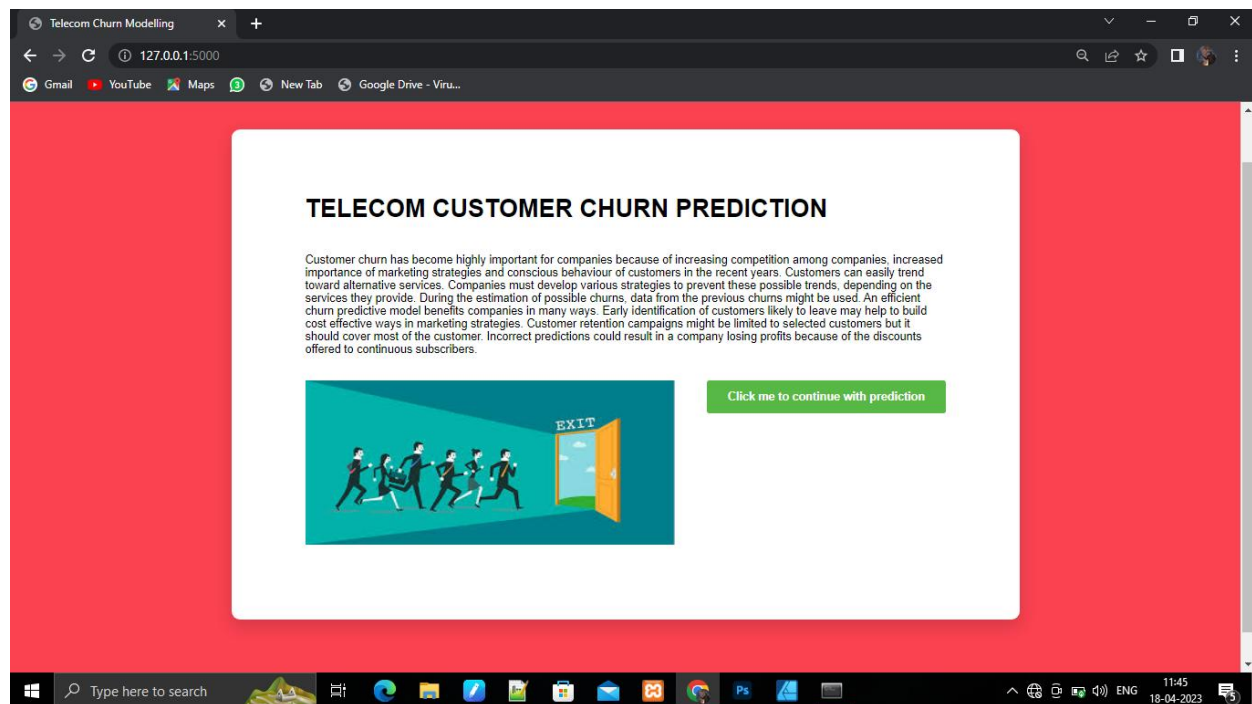 Telecom Churn Modelling
127.0.0.1:5000
Gmail YouTube Maps 3 New Tab Google Drive - Viru...
TELECOM CUSTOMER CHURN PREDICTION
Customer churn has become highly important for companies because of increasing competition among companies, increased
importance of marketing strategies and conscious behaviour of customers in the recent years. Customers can easily trend
toward alternative services. Companies must develop various strategies to prevent these possible trends, depending on the
services they provide. During the estimation of possible churns, data from the previous churns might be used. An efficient
churn predictive model benefits companies in many ways. Early identification of customers likely to leave may help to build
cost effective ways in marketing strategies. Customer retention campaigns might be limited to selected customers but it
should cover most of the customer. Incorrect predictions could result in a company losing profits because of the discounts
offered to continuous subscribers.
Click me to continue with prediction
EXIT
Type here to search
Ps
ENG
11:45
18-04-2023
5